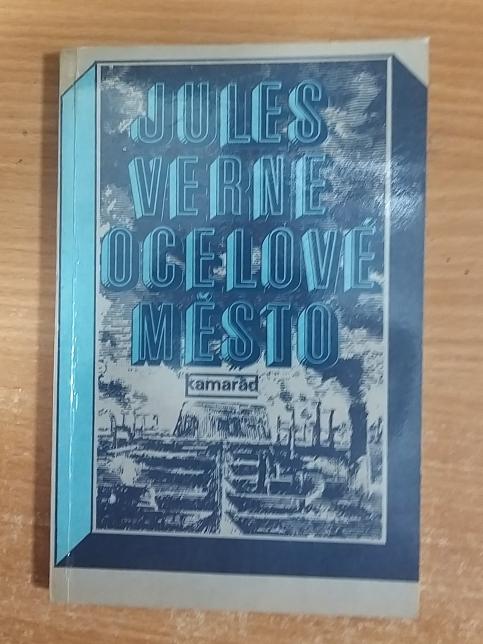 JULES
VERNE
OCELOVÉ
MĚSTO
kamarád